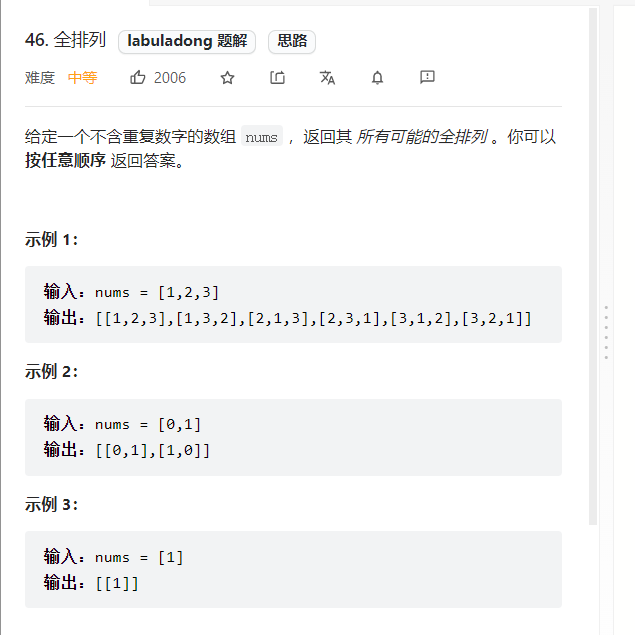 46. 全排列 labuladong 题解 思路
难度 中等 2006
给定一个不含重复数字的数组 nums ，返回其 所有可能的全排列 。你可以
按任意顺序 返回答案。
示例 1：
输入：nums = [1,2,3]
输出：[[1,2,3],[1,3,2],[2,1,3],[2,3,1],[3,1,2],[3,2,1]]
示例 2：
输入：nums = [0,1]
输出：[[0,1],[1,0]]
示例 3：
输入：nums = [1]
输出：[[1]]